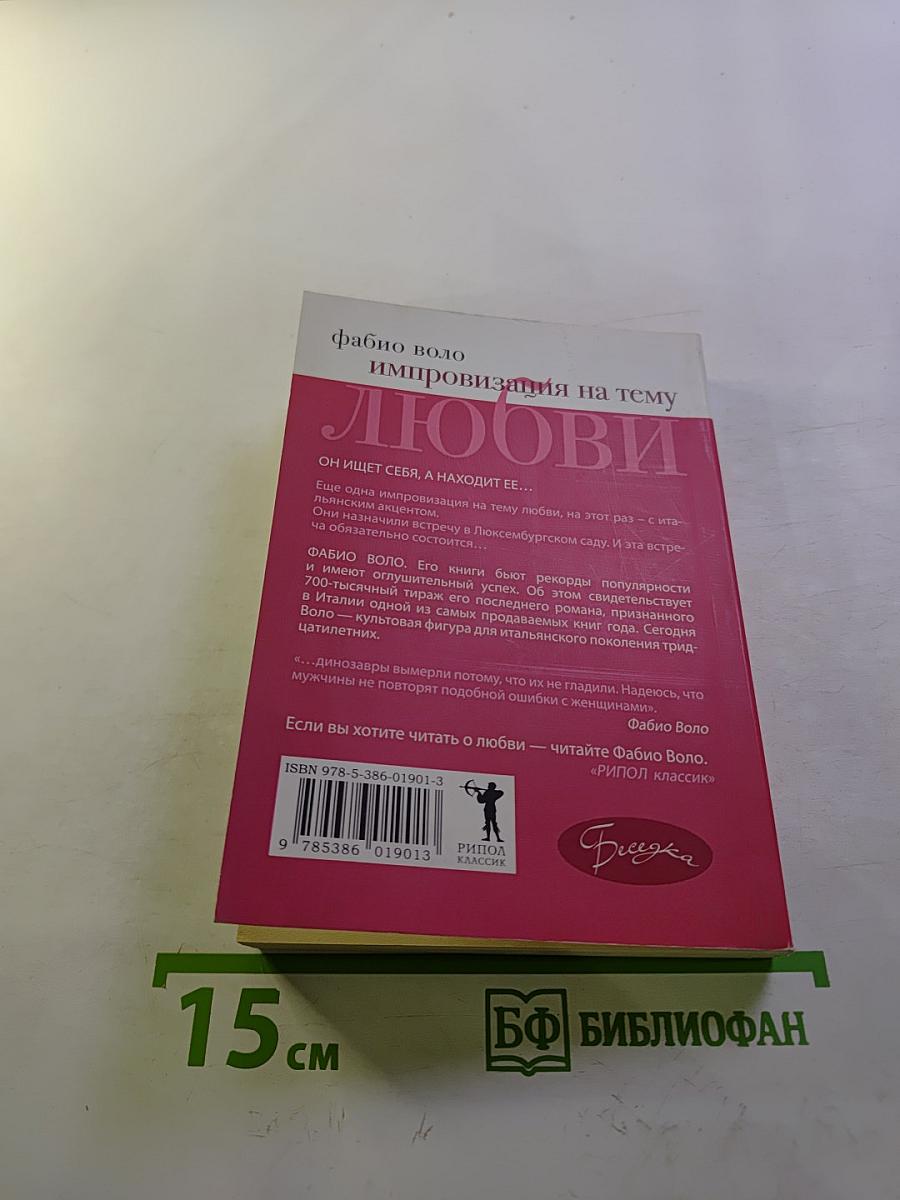 фабио воло
импровизация на тему
ЛЮБВИ
ОН ИЩЕТ СЕБЯ, А НАХОДИТ ЕЕ...
Еще одна импровизация на тему любви, на этот раз – с ита-
льянским акцентом.
Они назначили встречу в Люксембургском саду. И эта встре-
ча обязательно состоится...
ФАБИО ВОЛО. Его книги бьют рекорды популярности
и имеют оглушительный успех. Об этом свидетельствует
700-тысячный тираж его последнего романа, признанного
в Италии одной из самых продаваемых книг года. Сегодня
Воло — культовая фигура для итальянского поколения трид-
цатилетних.
«...динозавры вымерли потому, что их не гладили. Надеюсь, что
мужчины не повторят подобной ошибки с женщинами».
Фабио Воло
Если вы хотите читать о любви — читайте Фабио Воло.
«РИПОЛ классик»
ISBN 978-5-386-01901-3
9 785386 019013
РИПОЛ
КЛАССИК
Беседка
15 см
БФ БИБЛИОФАН